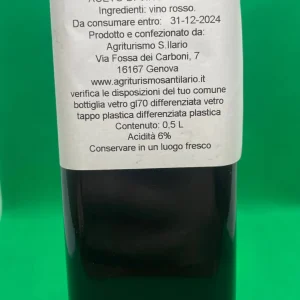 Ingredienti: vino rosso.
Da consumare entro: 31-12-2024
Prodotto e confezionato da:
Agriturismo S.Ilario
Via Fossa dei Carboni, 7
16167 Genova
www.agriturismosantilario.it
verifica le disposizioni del tuo comune
bottiglia vetro gl70 differenziata vetro
tappo plastica differenziata plastica
Contenuto: 0,5 L
Acidità 6%
Conservare in un luogo fresco